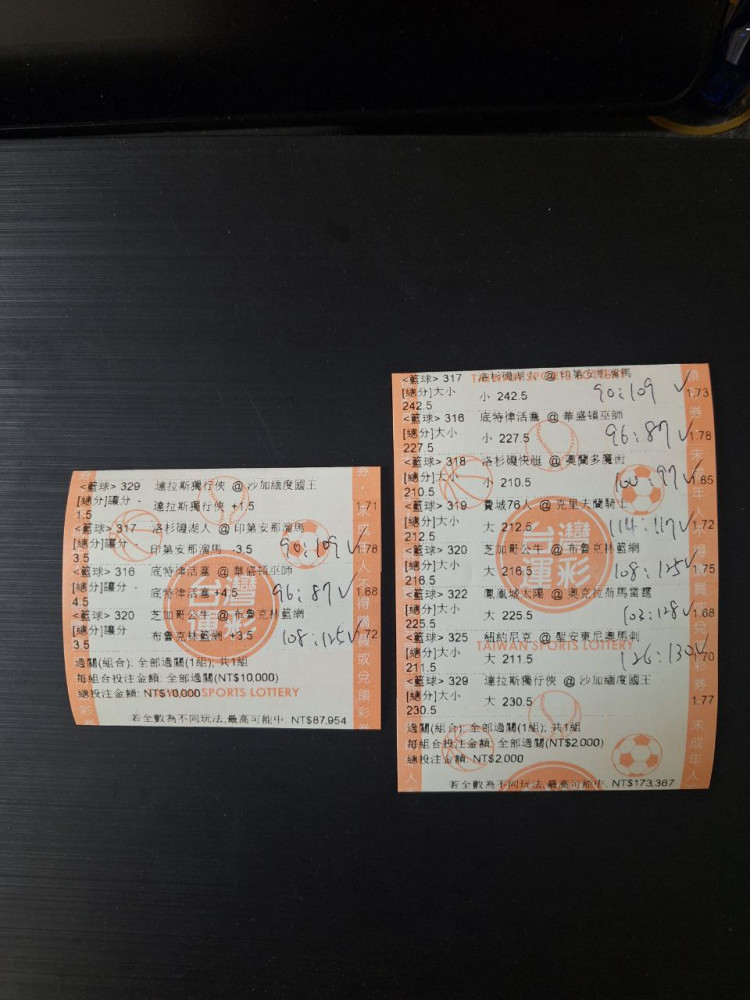 <籃球> 329 達拉斯獨行俠 @ 沙加緬度國王
[總分]讓分 - 達拉斯獨行俠 +1.5 1.71
1.5
<籃球> 317 洛杉磯湖人 @ 印第安那溜馬
[總分]讓分 印第安那溜馬 -3.5 90:109 ✓ 1.78
3.5
<籃球> 316 底特律活塞 @ 華盛頓巫師
[總分]讓分 - 底特律活塞 +4.5 96:87 ✓ 1.68
4.5
<籃球> 320 芝加哥公牛 @ 布魯克林籃網
[總分]讓分 布魯克林籃網 +3.5 108:125 ✓ 1.72
3.5
過關(組合): 全部過關(1組); 共1組
每組合投注金額: 全部過關(NT$10,000)
總投注金額: NT$10,000
SPORTS LOTTERY
若全數為不同玩法,最高可能中: NT$87,954
台灣運彩
<籃球> 317 洛杉磯湖人 @ 印第安那溜馬
[總分]大小 小 242.5 90:109 ✓ 1.73
242.5
<籃球> 316 底特律活塞 @ 華盛頓巫師
[總分]大小 小 227.5 96:87 ✓ 1.78
227.5
<籃球> 318 洛杉磯快艇 @ 奧蘭多魔術
[總分]大小 小 210.5 100:97 ✓ 1.65
210.5
<籃球> 319 費城76人 @ 克里夫蘭騎士
[總分]大小 大 212.5 114:117 ✓ 1.72
212.5
<籃球> 320 芝加哥公牛 @ 布魯克林籃網
[總分]大小 大 216.5 108:125 ✓ 1.75
216.5
<籃球> 322 鳳凰城太陽 @ 奧克拉荷馬雷霆
[總分]大小 大 225.5 103:128 ✓ 1.68
225.5
<籃球> 325 紐約尼克 @ 聖安東尼奧馬刺
[總分]大小 大 211.5 126:130 ✓ 1.70
211.5
<籃球> 329 達拉斯獨行俠 @ 沙加緬度國王
[總分]大小 大 230.5 1.77
230.5
過關(組合): 全部過關(1組); 共1組
每組合投注金額: 全部過關(NT$2,000)
總投注金額: NT$2,000
若全數為不同玩法,最高可能中: NT$173,367
台灣運彩
TAIWAN SPORTS LOTTERY